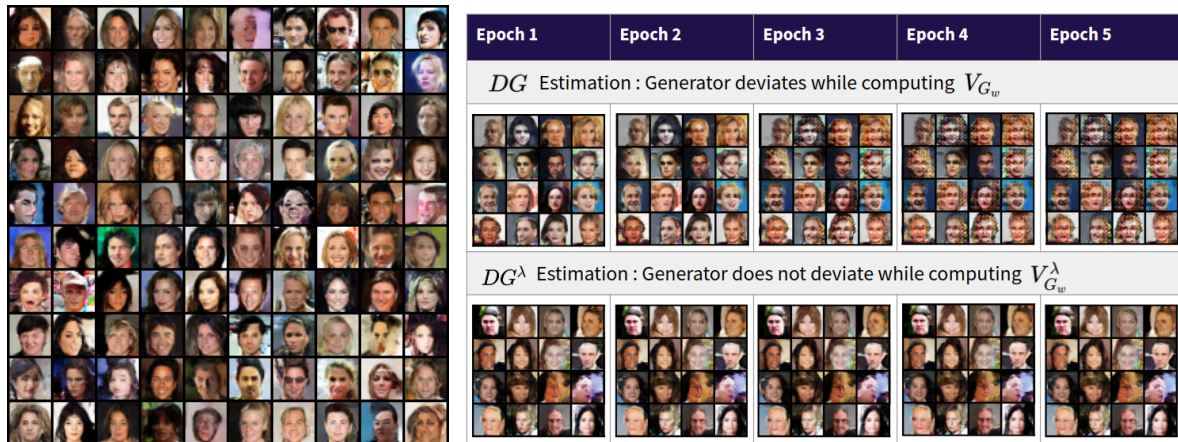 Epoch 1 Epoch 2 Epoch 3 Epoch 4 Epoch 5
DG Estimation : Generator deviates while computing V_{G_w}
DG^λ Estimation : Generator does not deviate while computing V_{G_w}^λ